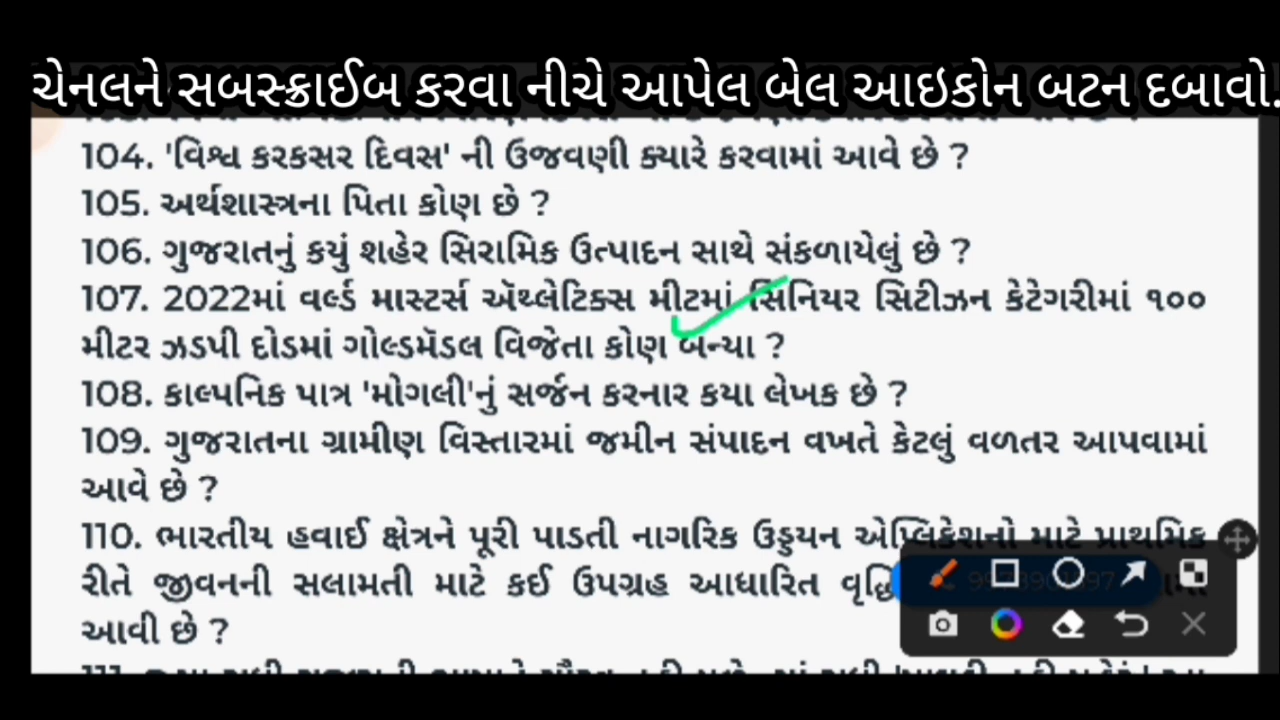 ચેનલને સબસ્ક્રાઈબ કરવા નીચે આપેલ બેલ આઇકોન બટન દબાવો.
104. 'વિશ્વ કરકસર દિવસ' ની ઉજવણી ક્યારે કરવામાં આવે છે ?
105. અર્થશાસ્ત્રના પિતા કોણ છે ?
106. ગુજરાતનું કયું શહેર સિરામિક ઉત્પાદન સાથે સંકળાયેલું છે ?
107. 2022માં વર્લ્ડ માસ્ટર્સ ઍથ્લેટિક્સ મીટમાં સિનિયર સિટીઝન કેટેગરીમાં ૧૦૦
મીટર ઝડપી દોડમાં ગોલ્ડમૅડલ વિજેતા કોણ બન્યા ?
108. કાલ્પનિક પાત્ર 'મોગલી'નું સર્જન કરનાર કયા લેખક છે ?
109. ગુજરાતના ગ્રામીણ વિસ્તારમાં જમીન સંપાદન વખતે કેટલું વળતર આપવામાં
આવે છે ?
110. ભારતીય હવાઈ ક્ષેત્રને પૂરી પાડતી નાગરિક ઉડ્ડયન એપ્લિકેશનો માટે પ્રાથમિક
રીતે જીવનની સલામતી માટે કઈ ઉપગ્રહ આધારિત
આવી છે ?